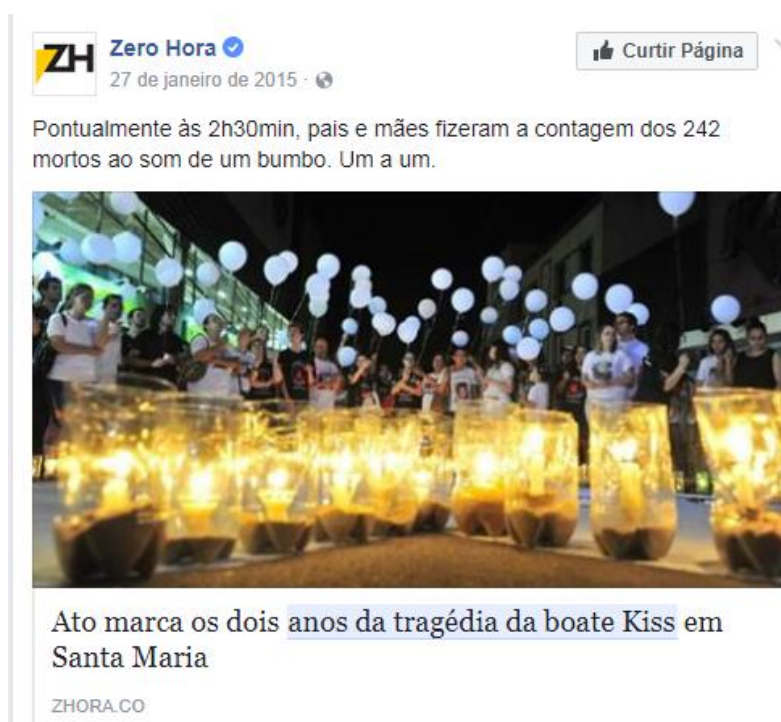 ZH
Zero Hora
27 de janeiro de 2015 ·
Curtir Página
Pontualmente às 2h30min, pais e mães fizeram a contagem dos 242
mortos ao som de um bumbo. Um a um.
Ato marca os dois anos da tragédia da boate Kiss em
Santa Maria
ZHORA.CO